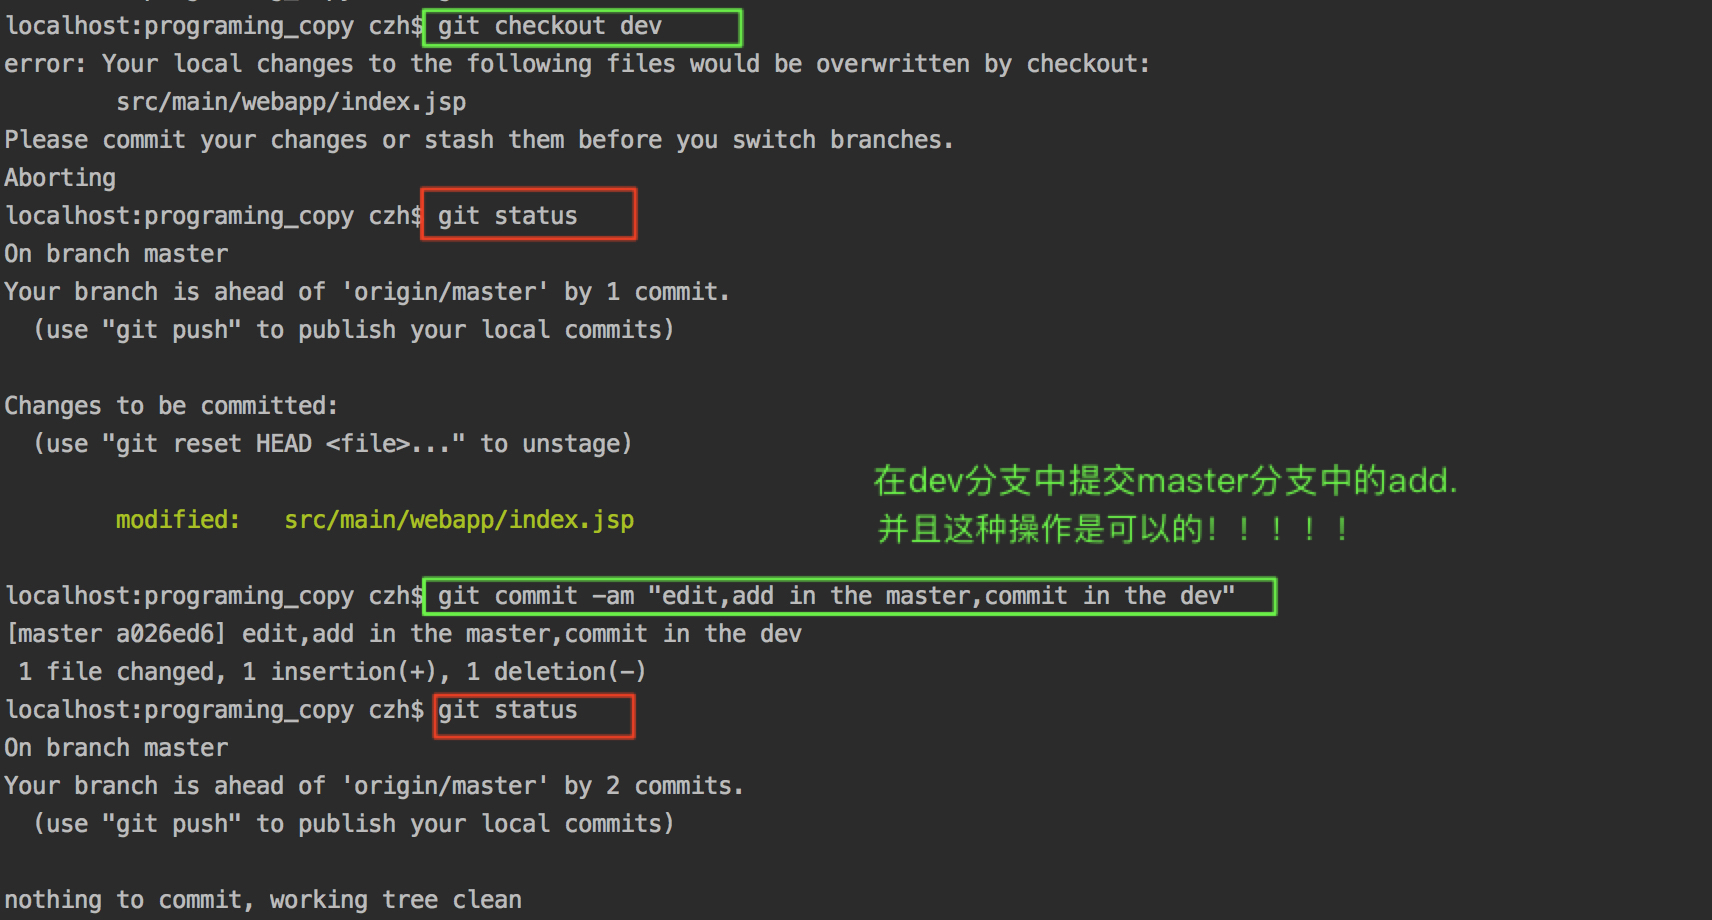 localhost:programing_copy czh$ git checkout dev
error: Your local changes to the following files would be overwritten by checkout:
src/main/webapp/index.jsp
Please commit your changes or stash them before you switch branches.
Aborting
localhost:programing_copy czh$ git status
On branch master
Your branch is ahead of 'origin/master' by 1 commit.
(use "git push" to publish your local commits)
Changes to be committed:
(use "git reset HEAD <file>..." to unstage)
在dev分支中提交master分支中的add.
modified:   src/main/webapp/index.jsp
并且这种操作是可以的！！！！！
localhost:programing_copy czh$ git commit -am "edit,add in the master,commit in the dev"
[master a026ed6] edit,add in the master,commit in the dev
1 file changed, 1 insertion(+), 1 deletion(-)
localhost:programing_copy czh$ git status
On branch master
Your branch is ahead of 'origin/master' by 2 commits.
(use "git push" to publish your local commits)
nothing to commit, working tree clean